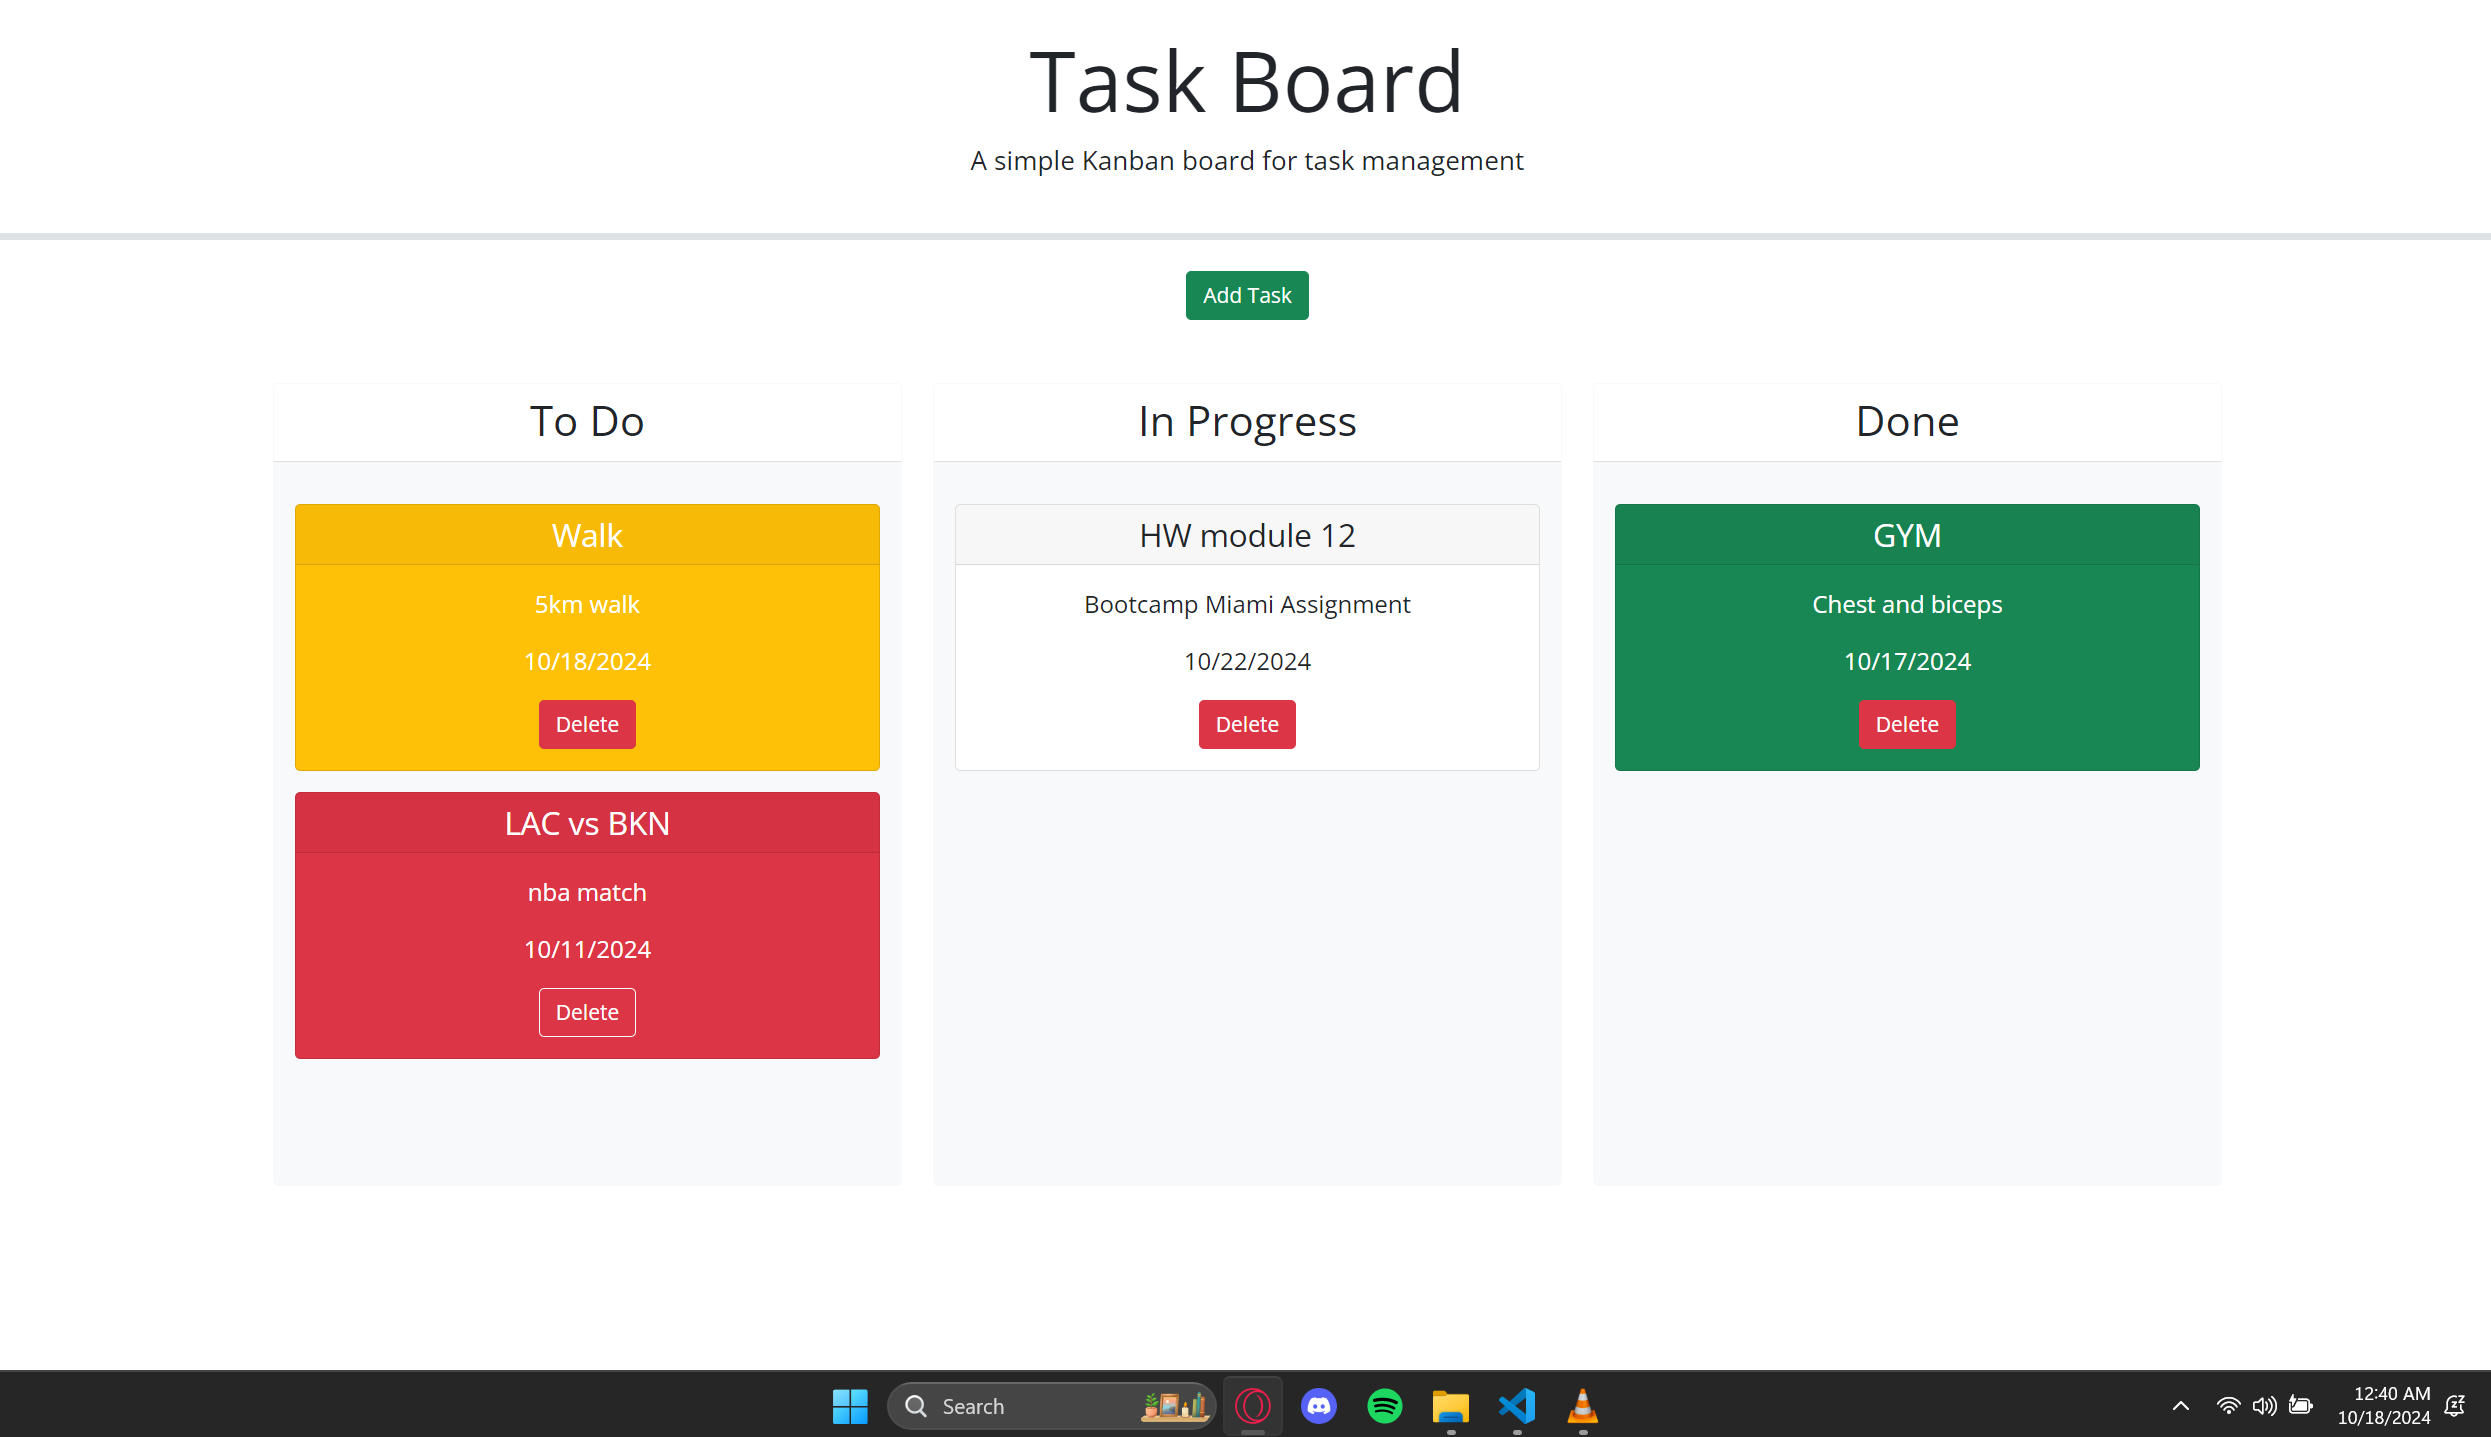 Task Board
A simple Kanban board for task management
Add Task
To Do
Walk
5km walk
10/18/2024
Delete
LAC vs BKN
nba match
10/11/2024
Delete
In Progress
HW module 12
Bootcamp Miami Assignment
10/22/2024
Delete
Done
GYM
Chest and biceps
10/17/2024
Delete
Search
12:40 AM
10/18/2024